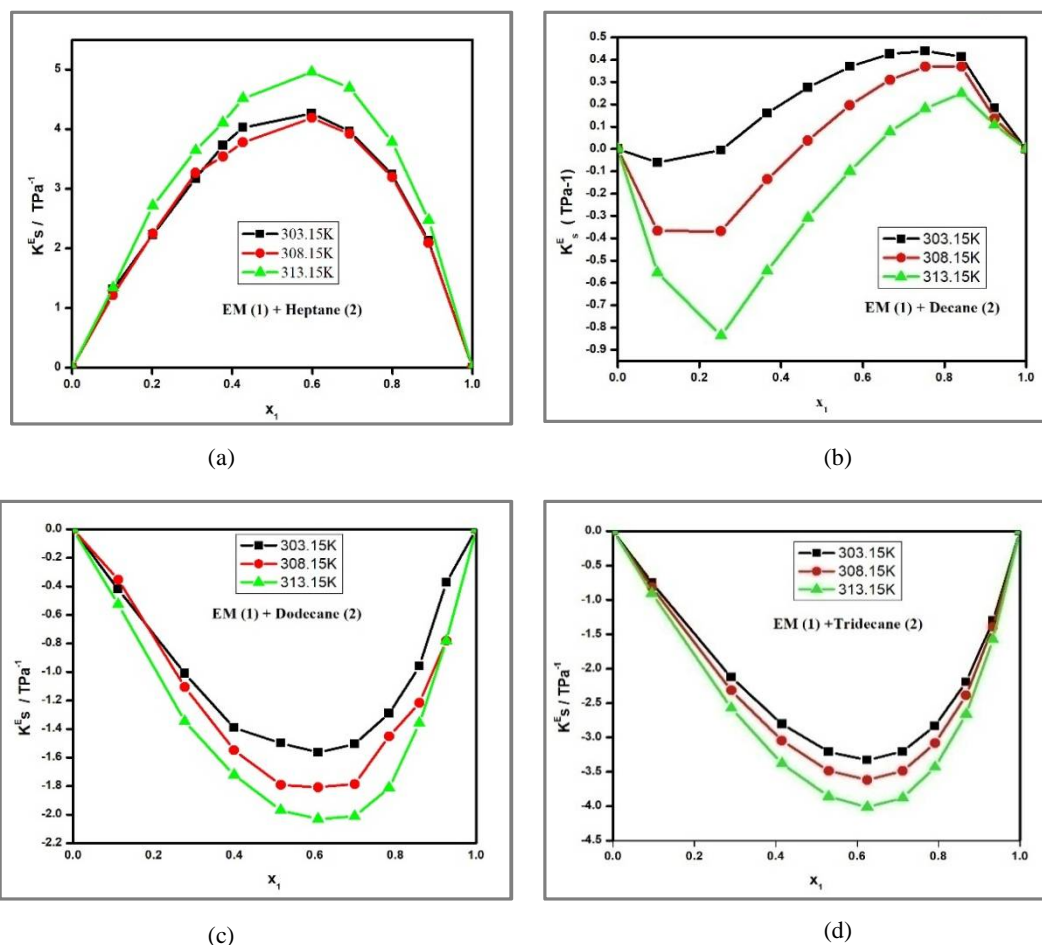 5
4
3
2
1
0
K^E_S / TPa^-1
303.15K
308.15K
313.15K
EM (1) + Heptane (2)
0.0 0.2 0.4 0.6 0.8 1.0
x_1
(a)
0.5
0.4
0.3
0.2
0.1
0.0
-0.1
-0.2
-0.3
-0.4
-0.5
-0.6
-0.7
-0.8
-0.9
K^E_s ( TPa-1)
303.15K
308.15K
313.15K
EM (1) + Decane (2)
0.0 0.2 0.4 0.6 0.8 1.0
x_1
(b)
0.0
-0.2
-0.4
-0.6
-0.8
-1.0
-1.2
-1.4
-1.6
-1.8
-2.0
-2.2
K^E_S / TPa^-1
303.15K
308.15K
313.15K
EM (1) + Dodecane (2)
0.0 0.2 0.4 0.6 0.8 1.0
x_1
(c)
0.0
-0.5
-1.0
-1.5
-2.0
-2.5
-3.0
-3.5
-4.0
-4.5
K^E_S / TPa^-1
303.15K
308.15K
313.15K
EM (1) +Tridecane (2)
0.0 0.2 0.4 0.6 0.8 1.0
x_1
(d)